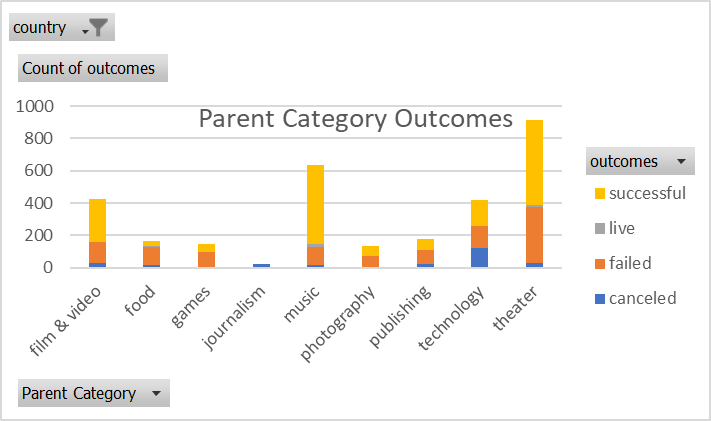 country
Count of outcomes
Parent Category Outcomes
1000
800
600
400
200
0
film & video
food
games
journalism
music
photography
publishing
technology
theater
outcomes
successful
live
failed
canceled
Parent Category